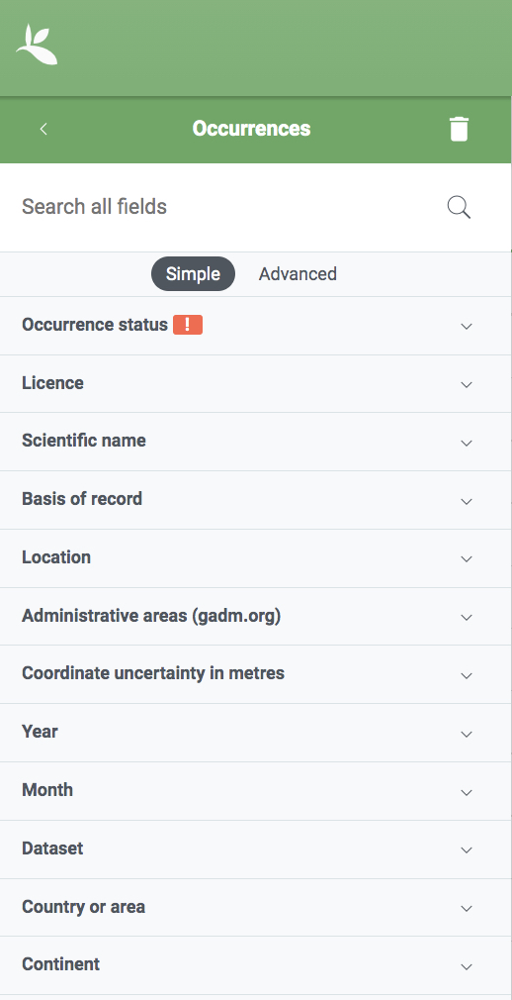 Occurrences
Search all fields
Simple Advanced
Occurrence status !
Licence
Scientific name
Basis of record
Location
Administrative areas (gadm.org)
Coordinate uncertainty in metres
Year
Month
Dataset
Country or area
Continent